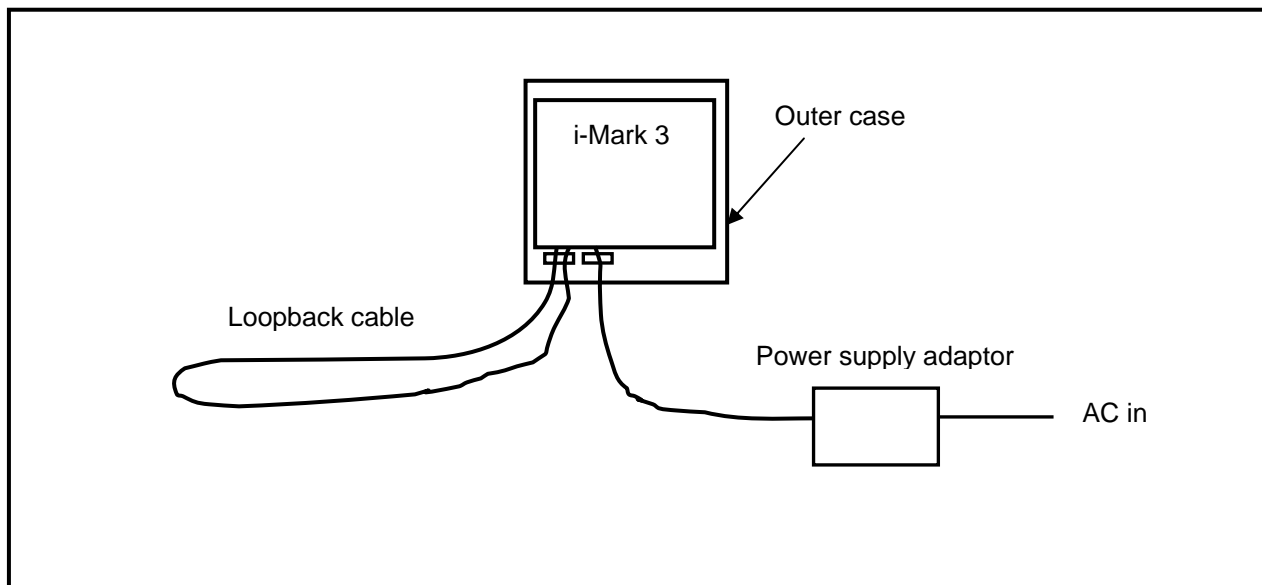 i-Mark 3
Outer case
Loopback cable
Power supply adaptor
AC in